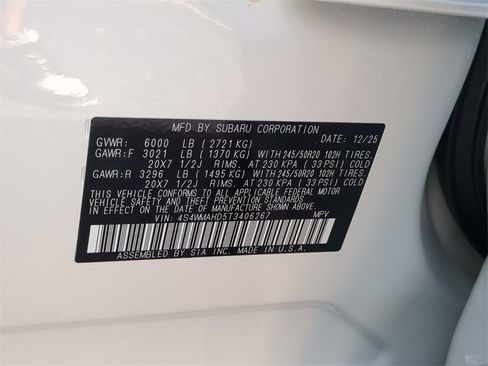 MFD BY SUBARU CORPORATION DATE: 12/25
GVWR: 6000 LB (2721 KG)
GAWR:F 3021 LB (1370 KG) WITH 245/50R20 102H TIRES.
20X7 1/2J RIMS. AT 230 KPA (33 PSI) COLD
GAWR:R 3296 LB (1495 KG) WITH 245/50R20 102H TIRES.
20X7 1/2J RIMS. AT 230 KPA (33 PSI) COLD
THIS VEHICLE CONFORMS TO ALL APPLICABLE FEDERAL MOTOR
VEHICLE SAFETY AND THEFT PREVENTION STANDARDS
IN EFFECT ON THE DATE OF MANUFACTURE SHOWN ABOVE.
VIN: 4S4WMAHD5T3406267 MPV
ASSEMBLED BY SIA INC. MADE IN U.S.A.